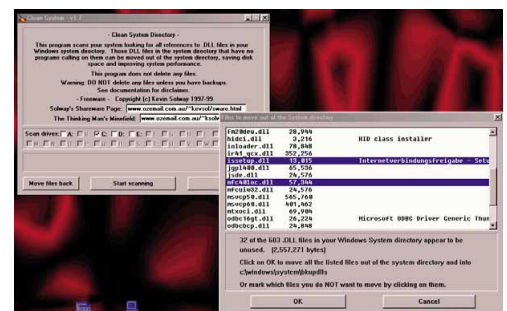 Clean System - v1.7
- Clean System Directory -
This program scans your system looking for all references to .DLL files in your
Windows system directory. Those DLL files in the system directory that have no
programs calling on them can be moved out of the system directory, saving disk
space and improving system performance.
This program does not delete any files.
Warning: DO NOT delete any files unless you have backups.
See documentation for disclaimer.
- Freeware - Copyright (c) Kevin Solway 1997-99
Solway's Shareware Page:
The Thinking Man's Minefield:
Scan drives: A: B: C: D: E:
Move files back
Start scanning
Files to move out of the System directory
fm20deu.dll 28,944
hidci.dll 3,216 HID class installer
inloader.dll 78,848
ir41_qcx.dll 352,256
issetup.dll 13,015 Internetverbindungsfreigabe - Setu
jgpl400.dll 65,536
jsde.dll 24,576
mfc40loc.dll 57,344
mfcuiw32.dll 24,576
msvcp50.dll 565,760
msvcp60.dll 401,462
mtxoci.dll 69,904
odbc16gt.dll 26,224 Microsoft ODBC Driver Generic Thun
odbcbcp.dll 24,848
32 of the 603 .DLL files in your Windows System directory appear to be
unused. (2,557,271 bytes)
Click on OK to move all the listed files out of the system directory and into
c:\windows\system\bkupdlls
Or mark which files you do NOT want to move by clicking on them.
OK
Cancel